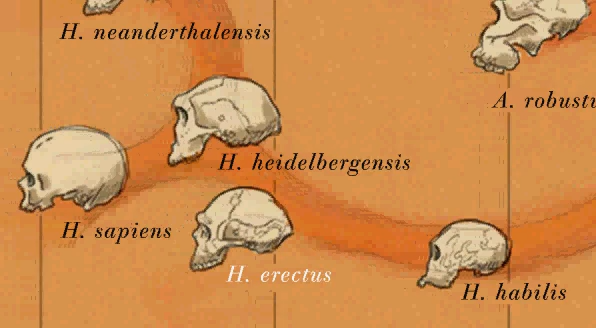 H. neanderthalensis
A. robustu
H. heidelbergensis
H. sapiens
H. erectus
H. habilis